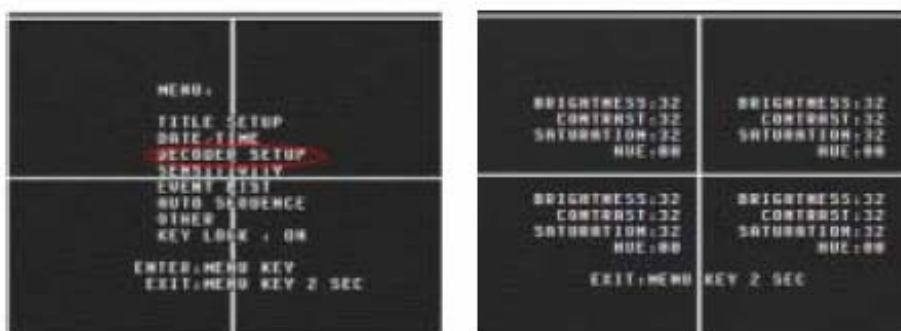 MENU:
TITLE SETUP
DATE/TIME
DECODER SETUP
SENSITIVITY
EVENT LIST
AUTO SEQUENCE
OTHER
KEY LOCK : ON
ENTER:MENU KEY
EXIT:MENU KEY 2 SEC
BRIGHTNESS:32 BRIGHTNESS:32
CONTRAST:32 CONTRAST:32
SATURATION:32 SATURATION:32
HUE:00 HUE:00
BRIGHTNESS:32 BRIGHTNESS:32
CONTRAST:32 CONTRAST:32
SATURATION:32 SATURATION:32
HUE:00 HUE:00
EXIT:MENU KEY 2 SEC